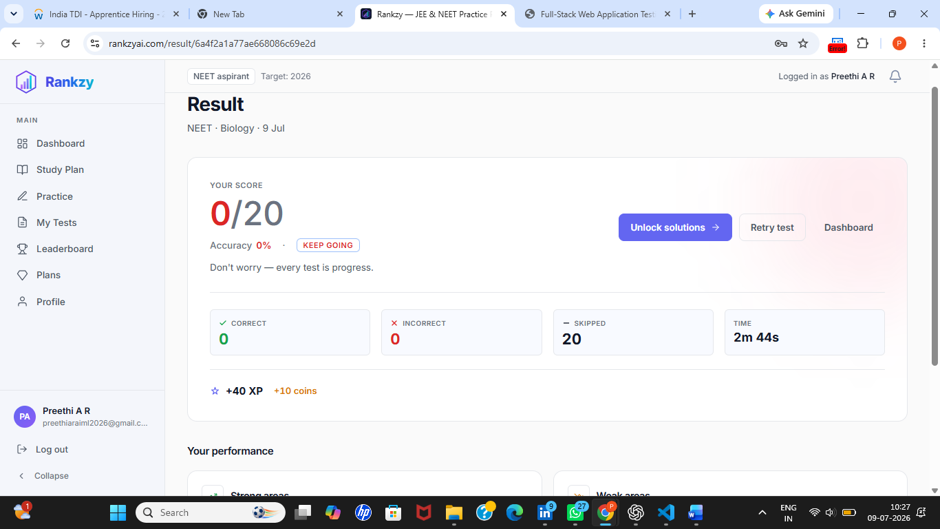 India TDI - Apprentice Hiring -
New Tab
Rankzy — JEE & NEET Practice
Full-Stack Web Application Test
Ask Gemini
rankzyai.com/result/6a4f2a1a77ae668086c69e2d
Error!
P
Rankzy
NEET aspirant
Target: 2026
Logged in as Preethi A R
MAIN
Dashboard
Study Plan
Practice
My Tests
Leaderboard
Plans
Profile
PA
Preethi A R
preethiaraiml2026@gmail.c...
Log out
Collapse
Result
NEET · Biology · 9 Jul
YOUR SCORE
0/20
Accuracy 0% · KEEP GOING
Don't worry — every test is progress.
Unlock solutions →
Retry test
Dashboard
CORRECT
0
INCORRECT
0
SKIPPED
20
TIME
2m 44s
+40 XP +10 coins
Your performance
Strong areas
Weak areas
1
Search
9
27
P
ENG
IN
10:27
09-07-2026